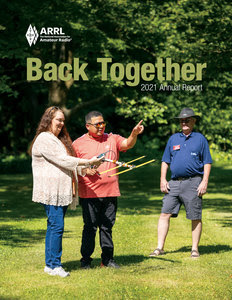 ARRL
Amateur Radio
Back Together
2021 Annual Report